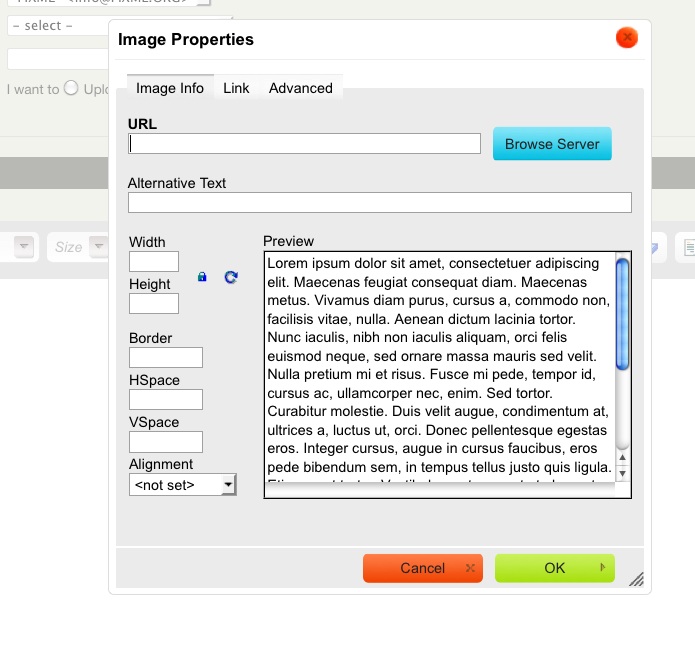 - select -
I want to
Image Properties
Image Info
Link
Advanced
URL
Browse Server
Alternative Text
Size
Width
Height
Border
HSpace
VSpace
Alignment
<not set>
Preview
Lorem ipsum dolor sit amet, consectetuer adipiscing
elit. Maecenas feugiat consequat diam. Maecenas
metus. Vivamus diam purus, cursus a, commodo non,
facilisis vitae, nulla. Aenean dictum lacinia tortor.
Nunc iaculis, nibh non iaculis aliquam, orci felis
euismod neque, sed ornare massa mauris sed velit.
Nulla pretium mi et risus. Fusce mi pede, tempor id,
cursus ac, ullamcorper nec, enim. Sed tortor.
Curabitur molestie. Duis velit augue, condimentum at,
ultrices a, luctus ut, orci. Donec pellentesque egestas
eros. Integer cursus, augue in cursus faucibus, eros
pede bibendum sem, in tempus tellus justo quis ligula.
Cancel
OK